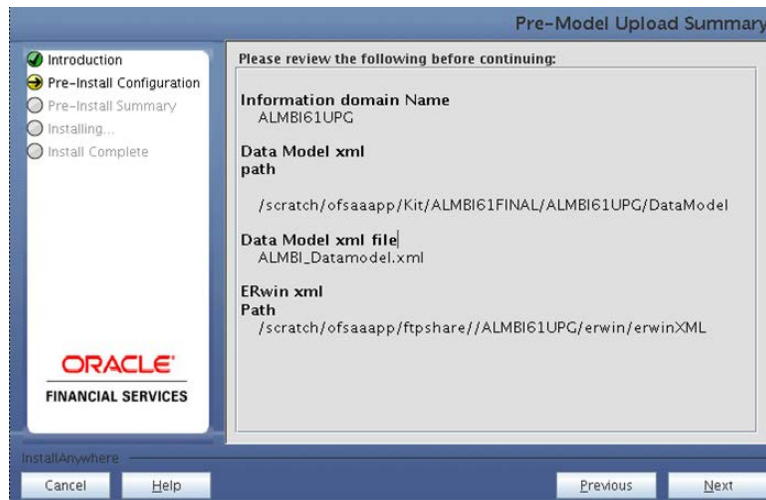 Pre-Model Upload Summary
Introduction
Pre-Install Configuration
Pre-Install Summary
Installing...
Install Complete
ORACLE
FINANCIAL SERVICES
Please review the following before continuing:
Information domain Name
ALMBI61UPG
Data Model xml
path
/scratch/ofsaaapp/Kit/ALMBI61FINAL/ALMBI61UPG/DataModel
Data Model xml file
ALMBI_Datamodel.xml
ERwin xml
Path
/scratch/ofsaaapp/ftpshare//ALMBI61UPG/erwin/erwinXML
InstallAnywhere
Cancel
Help
Previous
Next